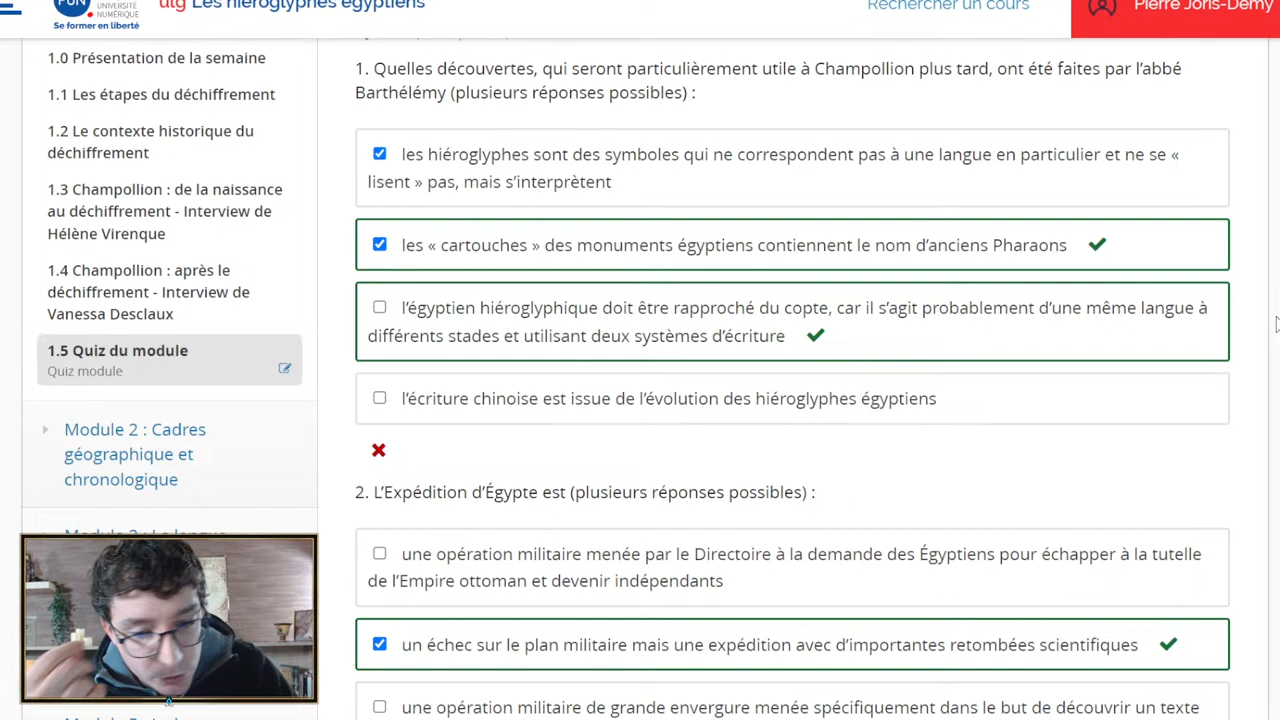 FUN
UNIVERSITÉ
NUMÉRIQUE
Se former en liberté
ulg Les hiéroglyphes égyptiens
Rechercher un cours
Pierre Joris-Demy
1.0 Présentation de la semaine
1.1 Les étapes du déchiffrement
1.2 Le contexte historique du
déchiffrement
1.3 Champollion : de la naissance
au déchiffrement - Interview de
Hélène Virenque
1.4 Champollion : après le
déchiffrement - Interview de
Vanessa Desclaux
1.5 Quiz du module
Quiz module
Module 2 : Cadres
géographique et
chronologique
1. Quelles découvertes, qui seront particulièrement utile à Champollion plus tard, ont été faites par l’abbé
Barthélémy (plusieurs réponses possibles) :
les hiéroglyphes sont des symboles qui ne correspondent pas à une langue en particulier et ne se «
lisent » pas, mais s’interprètent
les « cartouches » des monuments égyptiens contiennent le nom d’anciens Pharaons
l’égyptien hiéroglyphique doit être rapproché du copte, car il s’agit probablement d’une même langue à
différents stades et utilisant deux systèmes d’écriture
l’écriture chinoise est issue de l’évolution des hiéroglyphes égyptiens
2. L’Expédition d’Égypte est (plusieurs réponses possibles) :
une opération militaire menée par le Directoire à la demande des Égyptiens pour échapper à la tutelle
de l’Empire ottoman et devenir indépendants
un échec sur le plan militaire mais une expédition avec d’importantes retombées scientifiques
une opération militaire de grande envergure menée spécifiquement dans le but de découvrir un texte